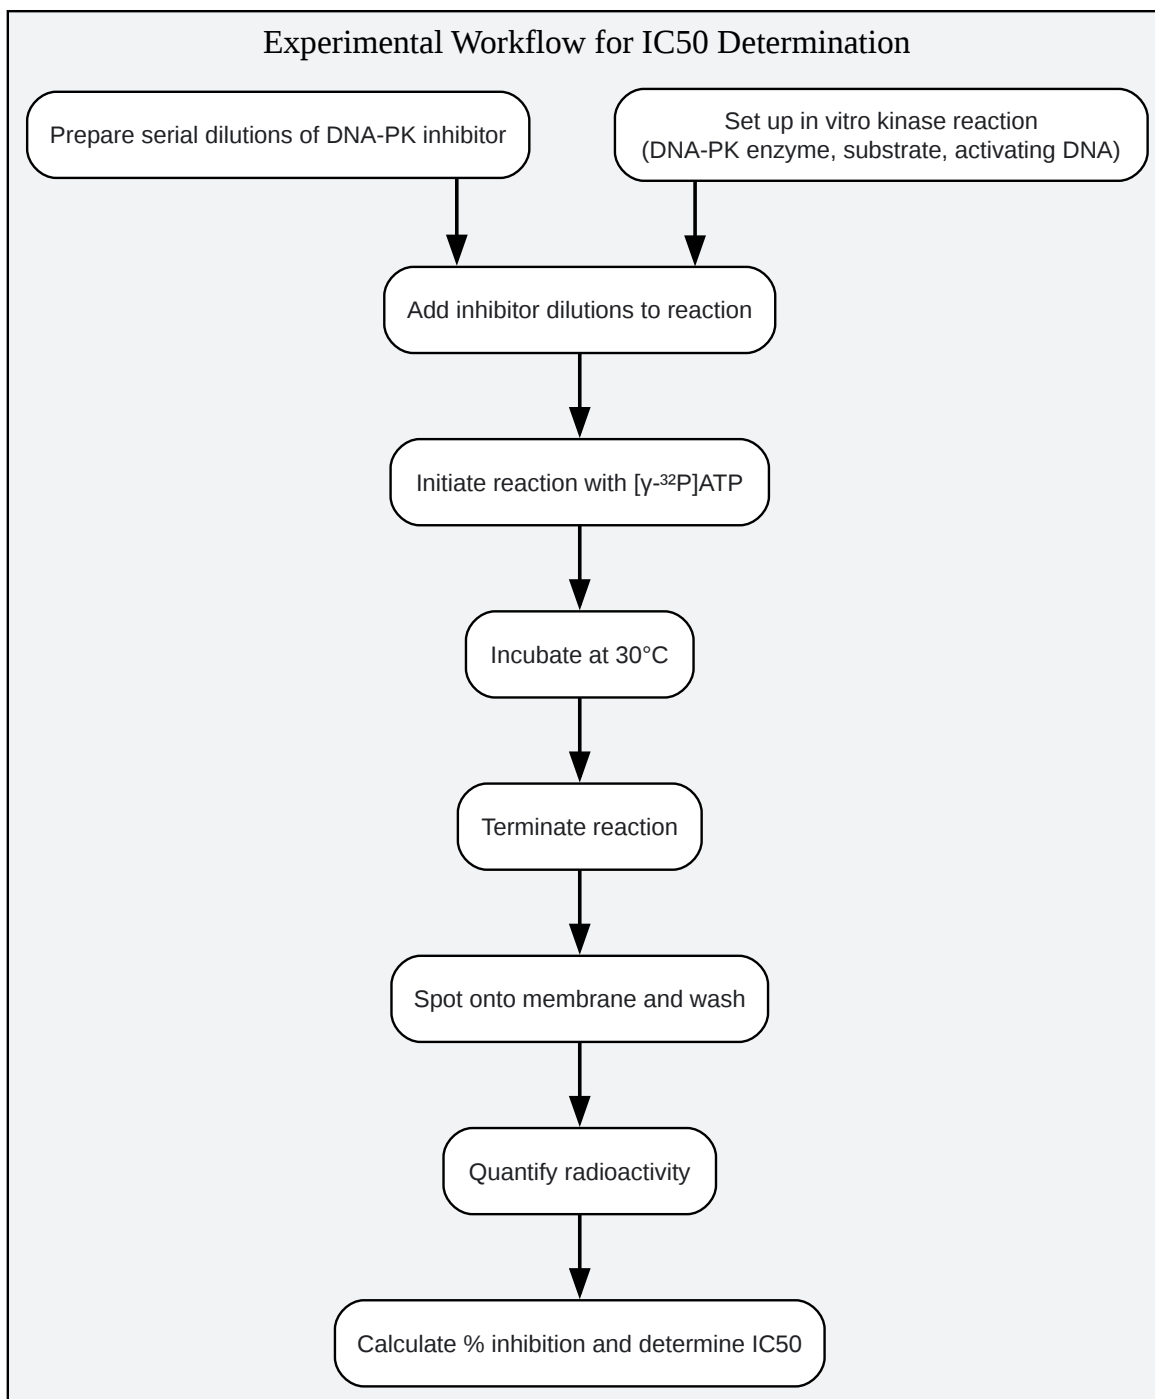 Experimental Workflow for IC50 Determination
Prepare serial dilutions of DNA-PK inhibitor
Set up in vitro kinase reaction
(DNA-PK enzyme, substrate, activating DNA)
Add inhibitor dilutions to reaction
Initiate reaction with [γ-³²P]ATP
Incubate at 30°C
Terminate reaction
Spot onto membrane and wash
Quantify radioactivity
Calculate % inhibition and determine IC50